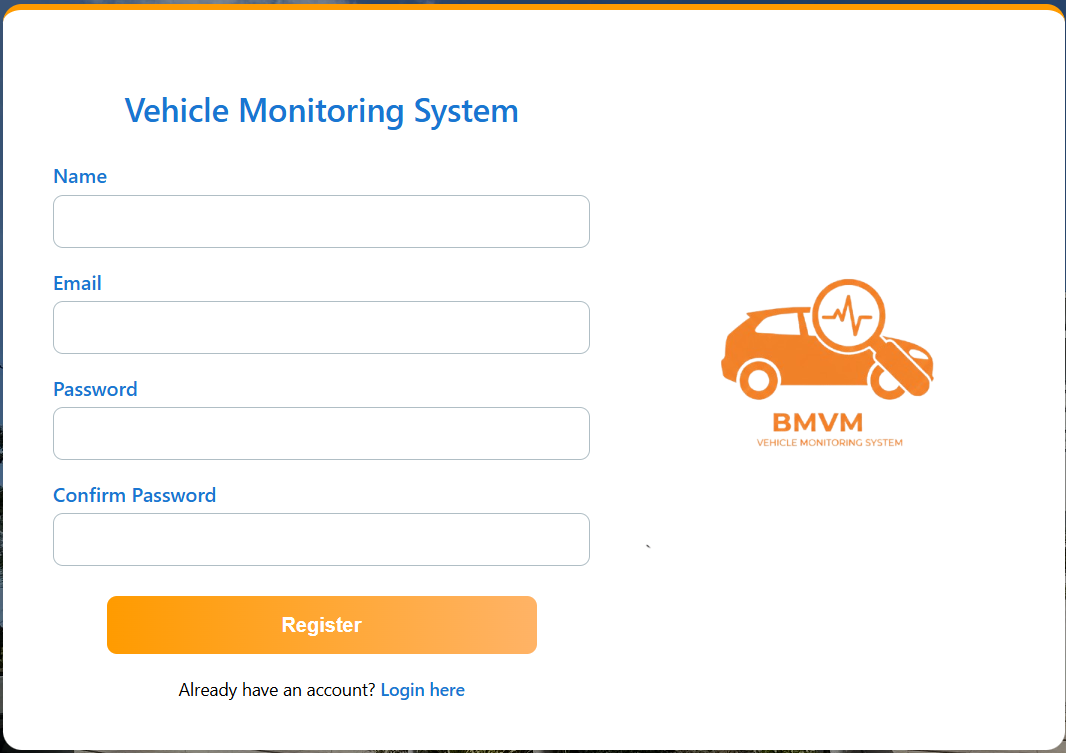 Vehicle Monitoring System
Name
Email
Password
Confirm Password
Register
Already have an account? Login here
BMVM
VEHICLE MONITORING SYSTEM
`